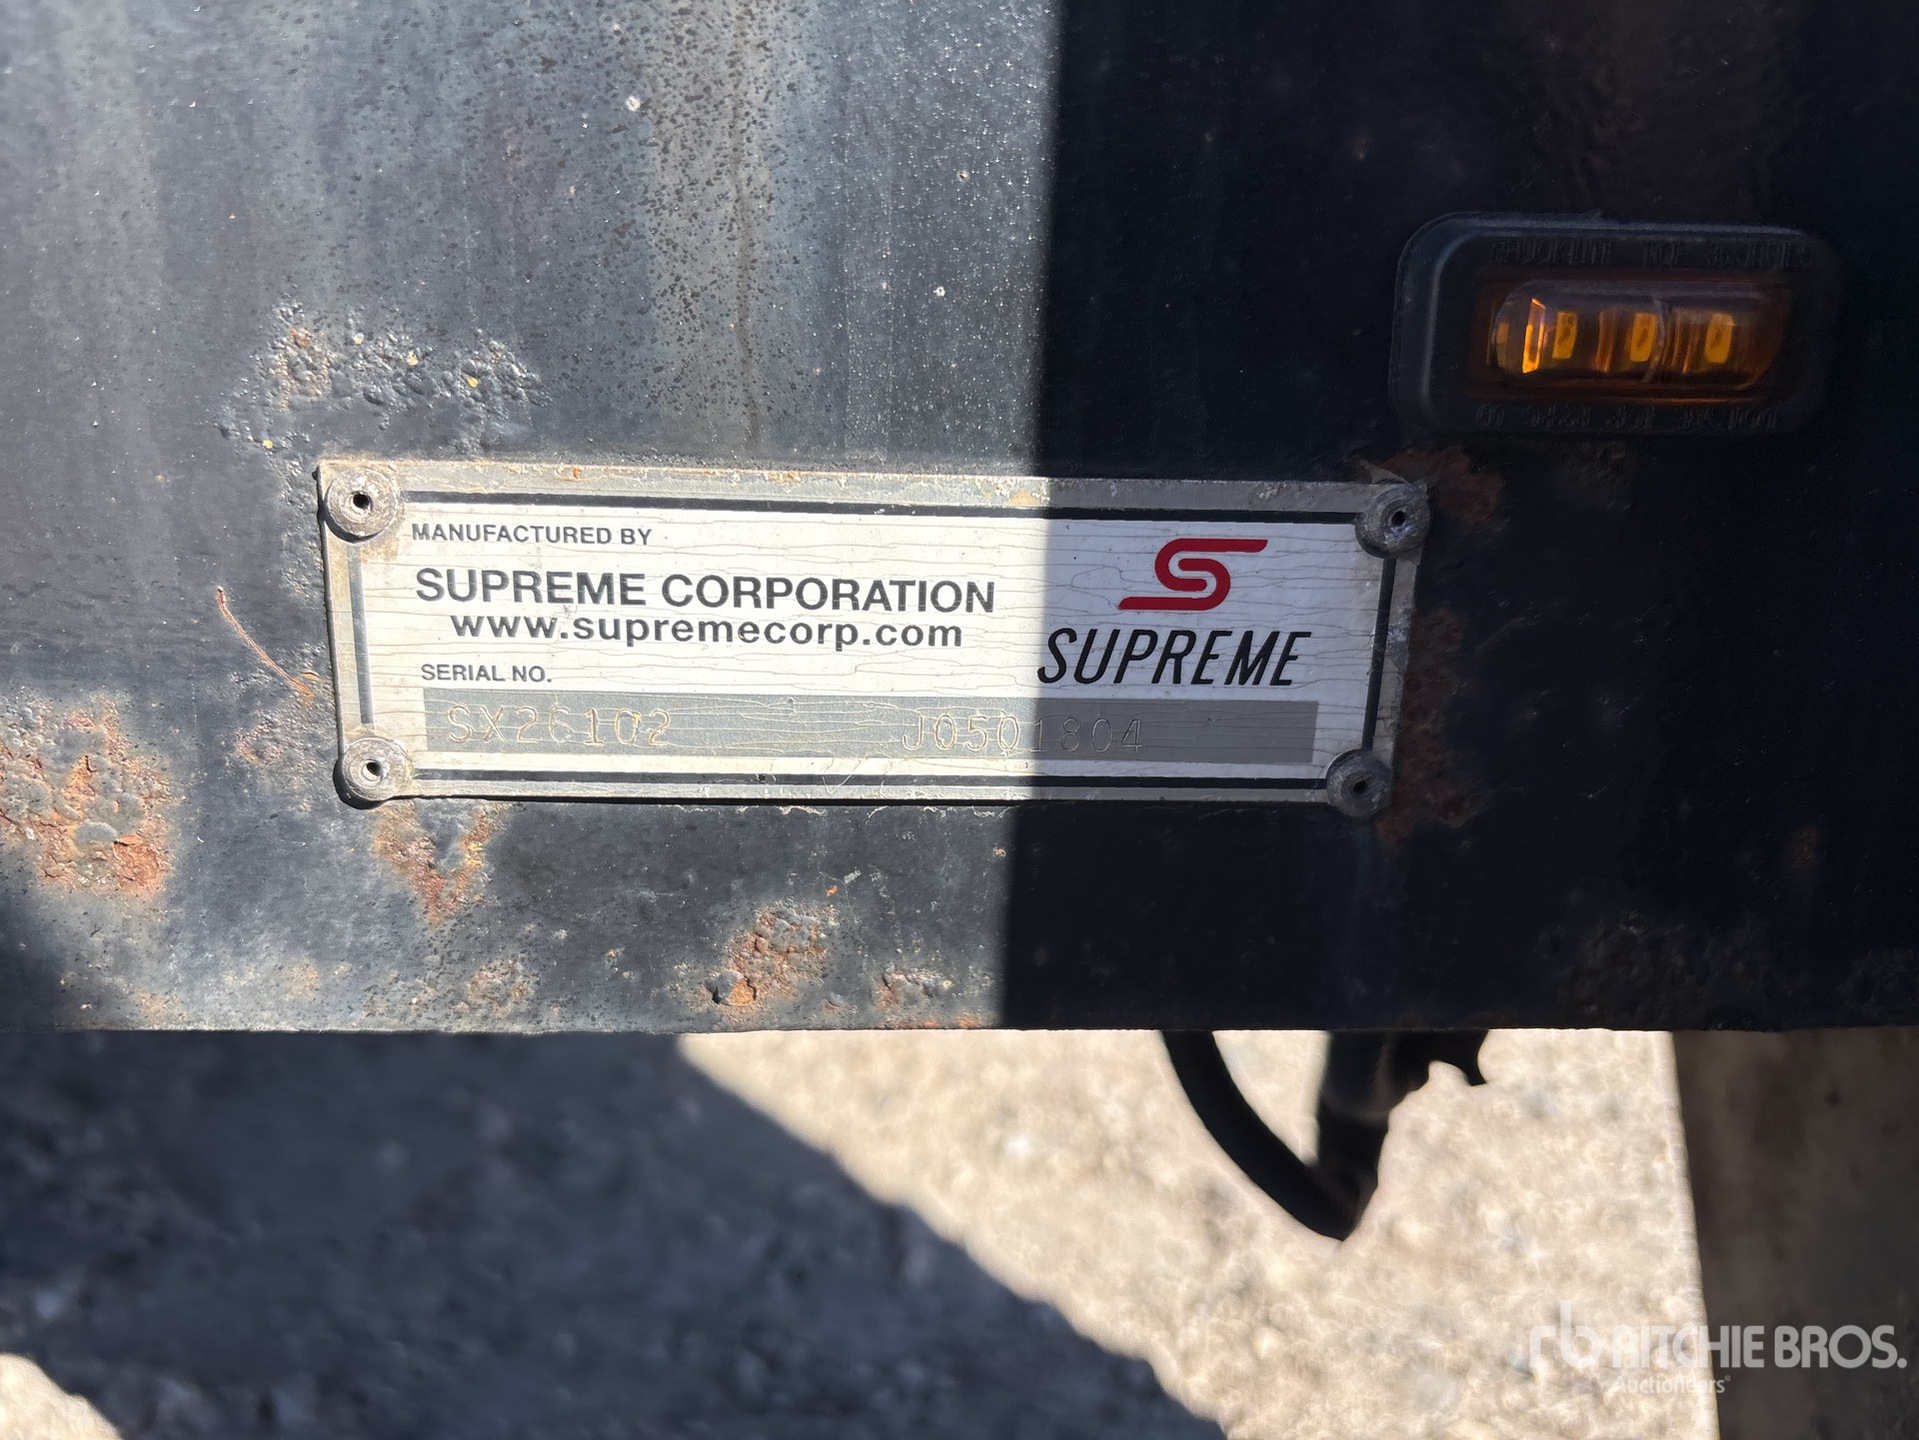 MANUFACTURED BY
SUPREME CORPORATION
www.supremecorp.com
SUPREME
SERIAL NO.
SX26102 J0501804
RITCHIE BROS.
Auctioneers®